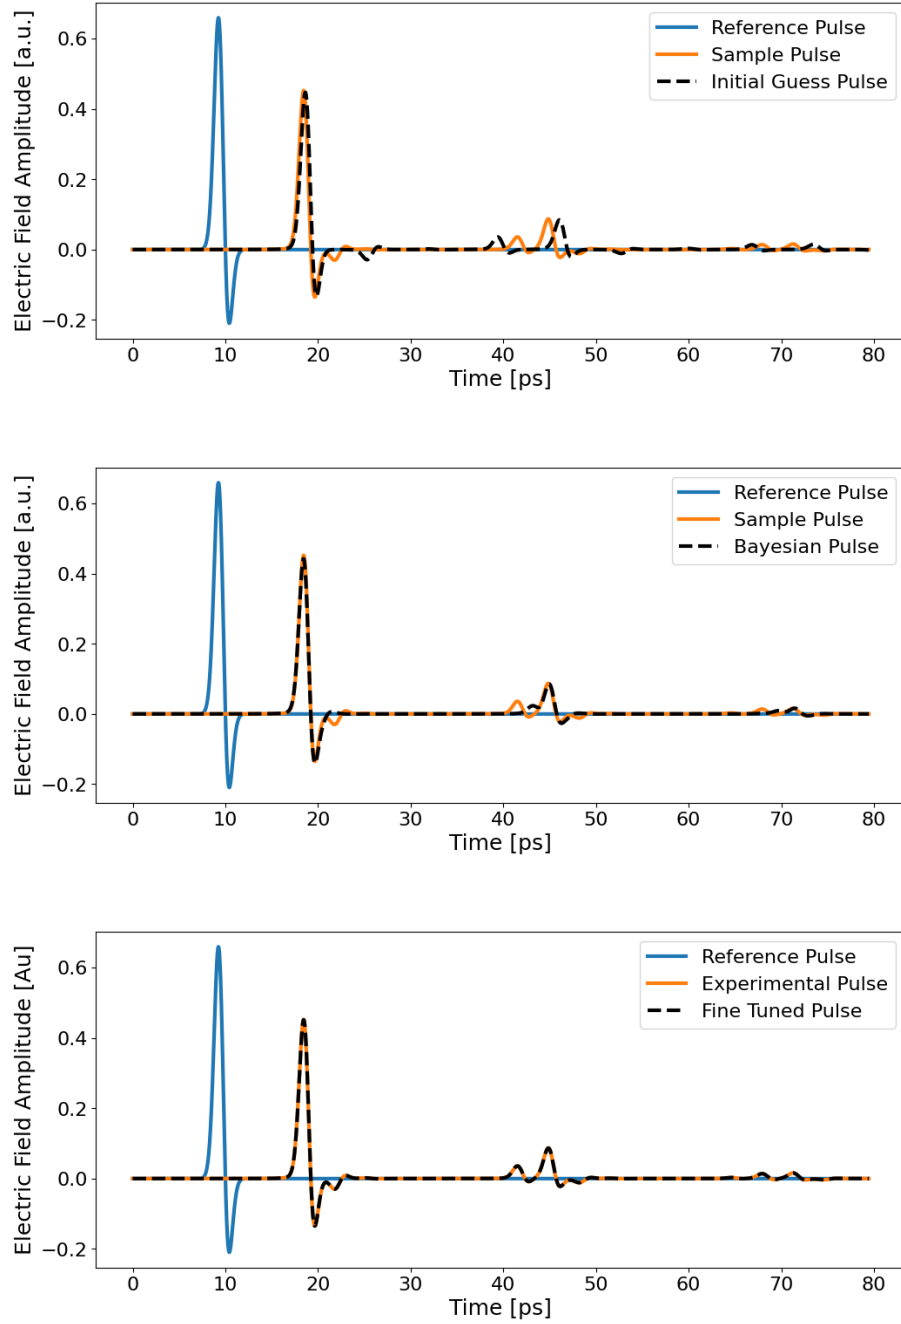 Electric Field Amplitude [a.u.]
0.6
0.4
0.2
0.0
−0.2
Reference Pulse
Sample Pulse
Initial Guess Pulse
0 10 20 30 40 50 60 70 80
Time [ps]
Electric Field Amplitude [a.u.]
0.6
0.4
0.2
0.0
−0.2
Reference Pulse
Sample Pulse
Bayesian Pulse
0 10 20 30 40 50 60 70 80
Time [ps]
Electric Field Amplitude [Au]
0.6
0.4
0.2
0.0
−0.2
Reference Pulse
Experimental Pulse
Fine Tuned Pulse
0 10 20 30 40 50 60 70 80
Time [ps]